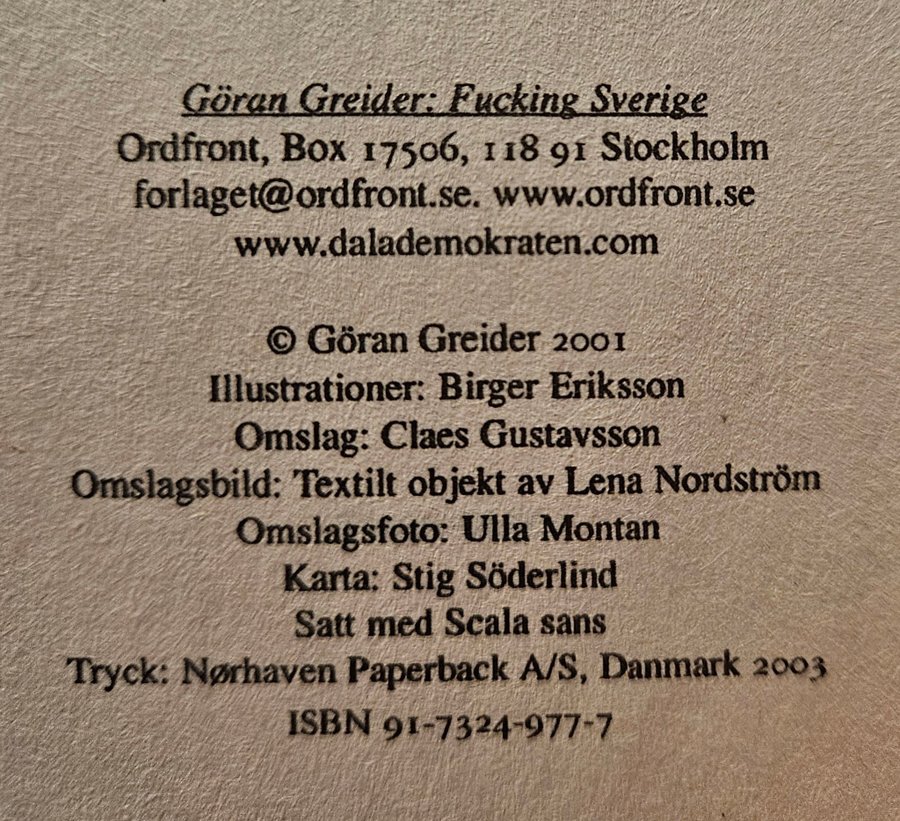 Göran Greider: Fucking Sverige
Ordfront, Box 17506, 118 91 Stockholm
forlaget@ordfront.se. www.ordfront.se
www.dalademokraten.com
© Göran Greider 2001
Illustrationer: Birger Eriksson
Omslag: Claes Gustavsson
Omslagsbild: Textilt objekt av Lena Nordström
Omslagsfoto: Ulla Montan
Karta: Stig Söderlind
Satt med Scala sans
Tryck: Nørhaven Paperback A/S, Danmark 2003
ISBN 91-7324-977-7